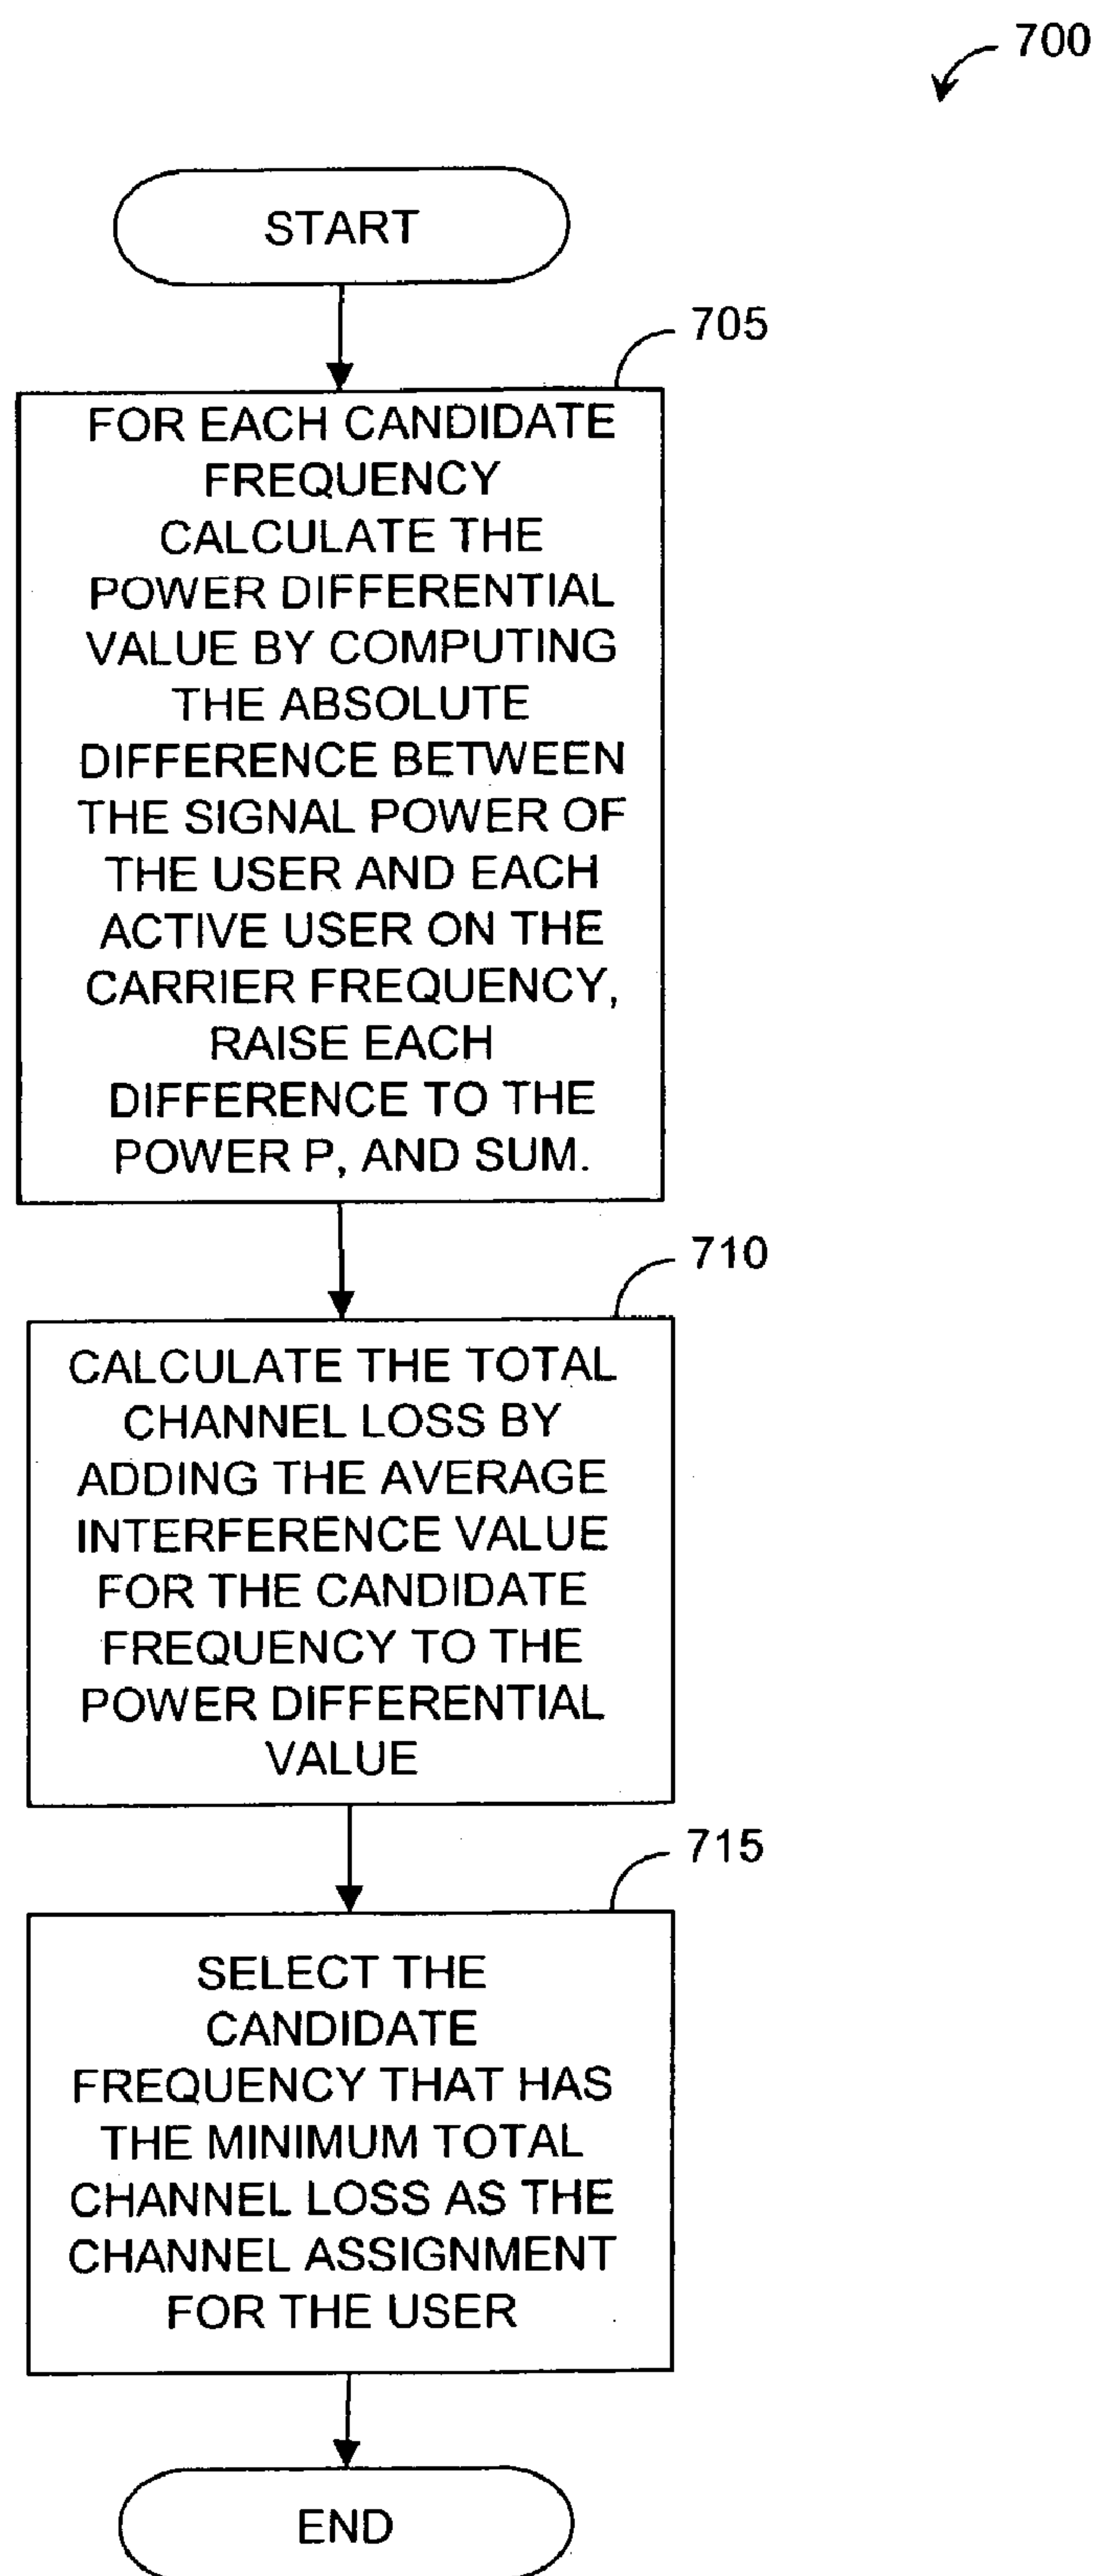 700
START
705
FOR EACH CANDIDATE
FREQUENCY
CALCULATE THE
POWER DIFFERENTIAL
VALUE BY COMPUTING
THE ABSOLUTE
DIFFERENCE BETWEEN
THE SIGNAL POWER OF
THE USER AND EACH
ACTIVE USER ON THE
CARRIER FREQUENCY,
RAISE EACH
DIFFERENCE TO THE
POWER P, AND SUM.
710
CALCULATE THE TOTAL
CHANNEL LOSS BY
ADDING THE AVERAGE
INTERFERENCE VALUE
FOR THE CANDIDATE
FREQUENCY TO THE
POWER DIFFERENTIAL
VALUE
715
SELECT THE
CANDIDATE
FREQUENCY THAT HAS
THE MINIMUM TOTAL
CHANNEL LOSS AS THE
CHANNEL ASSIGNMENT
FOR THE USER
END